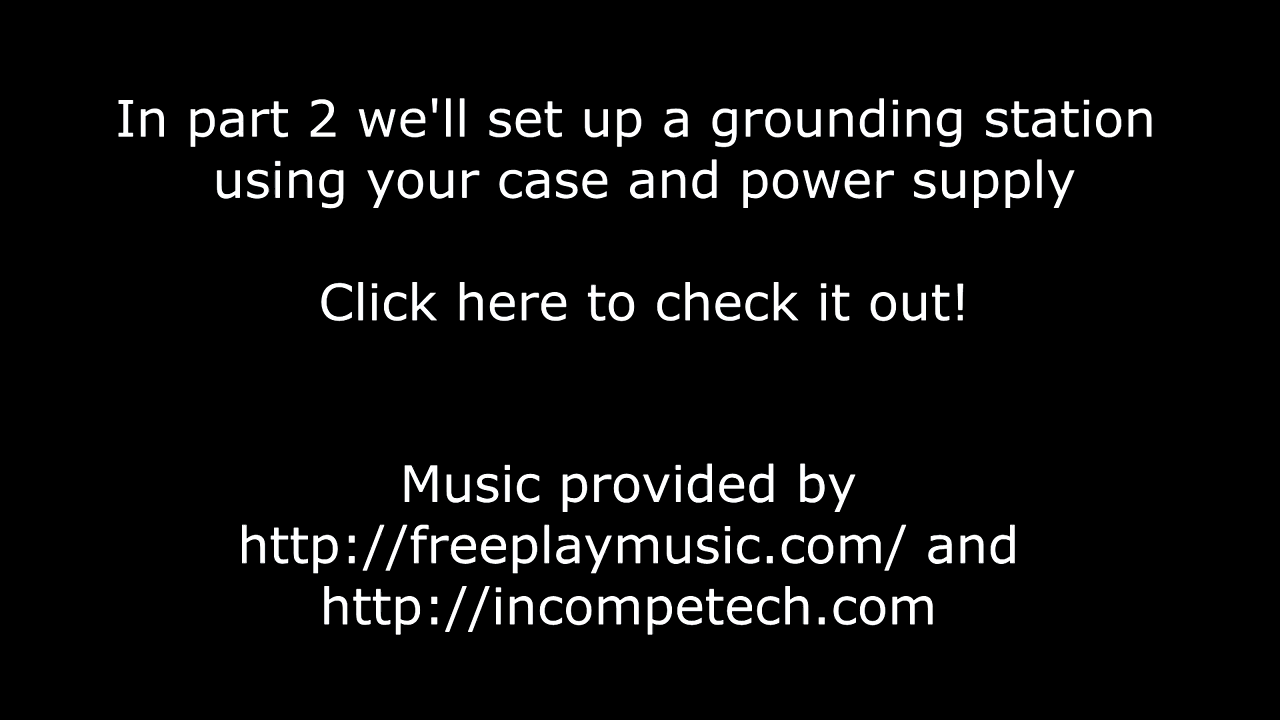 In part 2 we'll set up a grounding station
using your case and power supply
Click here to check it out!
Music provided by
http://freeplaymusic.com/ and
http://incompetech.com